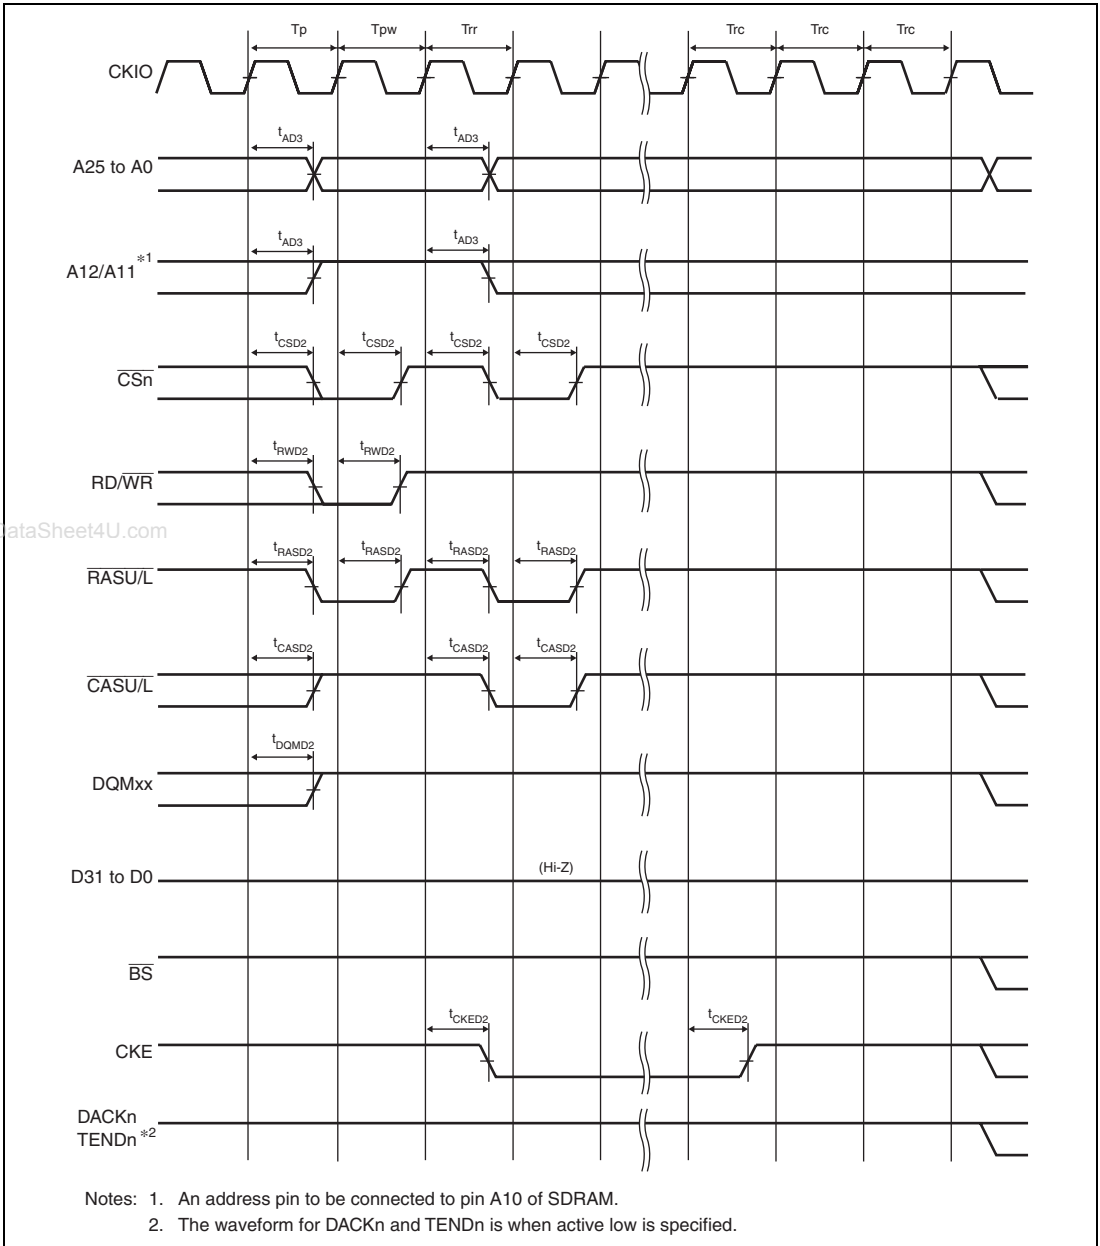 Tp Tpw Trr Trc Trc Trc
CKIO
tAD3 tAD3
A25 to A0
tAD3 tAD3
A12/A11*1
tCSD2 tCSD2 tCSD2 tCSD2
CSn
tRWD2 tRWD2
RD/WR
ataSheet4U.com
tRASD2 tRASD2 tRASD2 tRASD2
RASU/L
tCASD2 tCASD2 tCASD2
CASU/L
tDQMD2
DQMxx
(Hi-Z)
D31 to D0
BS
tCKED2 tCKED2
CKE
DACKn
TENDn*2
Notes: 1. An address pin to be connected to pin A10 of SDRAM.
2. The waveform for DACKn and TENDn is when active low is specified.